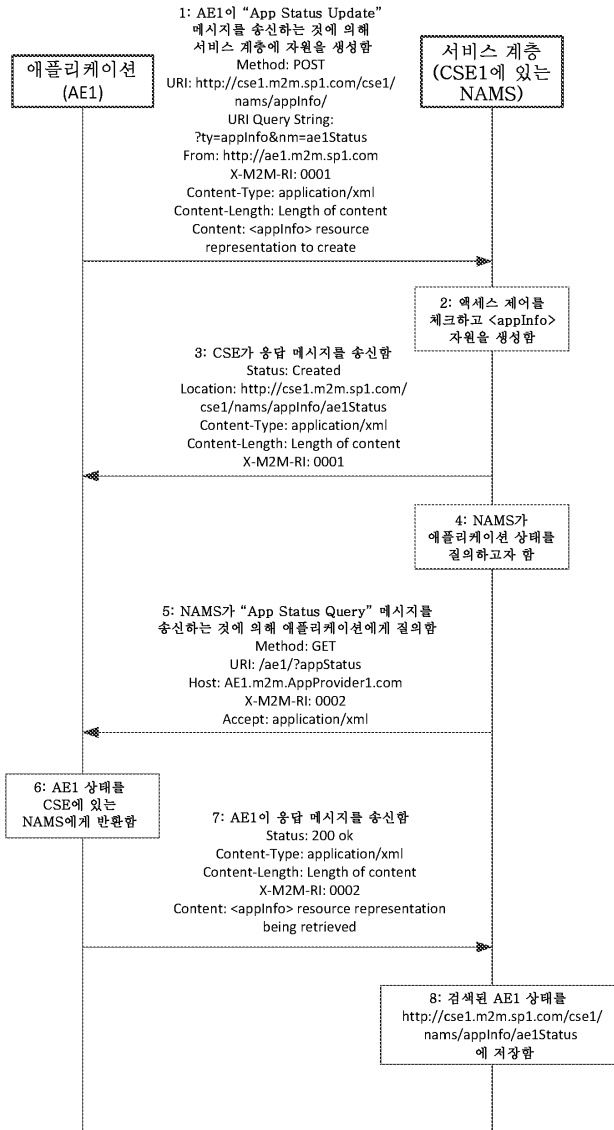 애플리케이션
(AE1)
서비스 계층
(CSE1에 있는
NAMS)
1: AE1이 “App Status Update”
메시지를 송신하는 것에 의해
서비스 계층에 자원을 생성함
Method: POST
URI: http://cse1.m2m.sp1.com/cse1/
nams/appInfo/
URI Query String:
?ty=appInfo&nm=ae1Status
From: http://ae1.m2m.sp1.com
X-M2M-RI: 0001
Content-Type: application/xml
Content-Length: Length of content
Content: <appInfo> resource
representation to create
2: 액세스 제어를
체크하고 <appInfo>
자원을 생성함
3: CSE가 응답 메시지를 송신함
Status: Created
Location: http://cse1.m2m.sp1.com/
cse1/nams/appInfo/ae1Status
Content-Type: application/xml
Content-Length: Length of content
X-M2M-RI: 0001
4: NAMS가
애플리케이션 상태를
질의하고자 함
5: NAMS가 “App Status Query” 메시지를
송신하는 것에 의해 애플리케이션에게 질의함
Method: GET
URI: /ae1/?appStatus
Host: AE1.m2m.AppProvider1.com
X-M2M-RI: 0002
Accept: application/xml
6: AE1 상태를
CSE에 있는
NAMS에게 반환함
7: AE1이 응답 메시지를 송신함
Status: 200 ok
Content-Type: application/xml
Content-Length: Length of content
X-M2M-RI: 0002
Content: <appInfo> resource representation
being retrieved
8: 검색된 AE1 상태를
http://cse1.m2m.sp1.com/cse1/
nams/appInfo/ae1Status
에 저장함